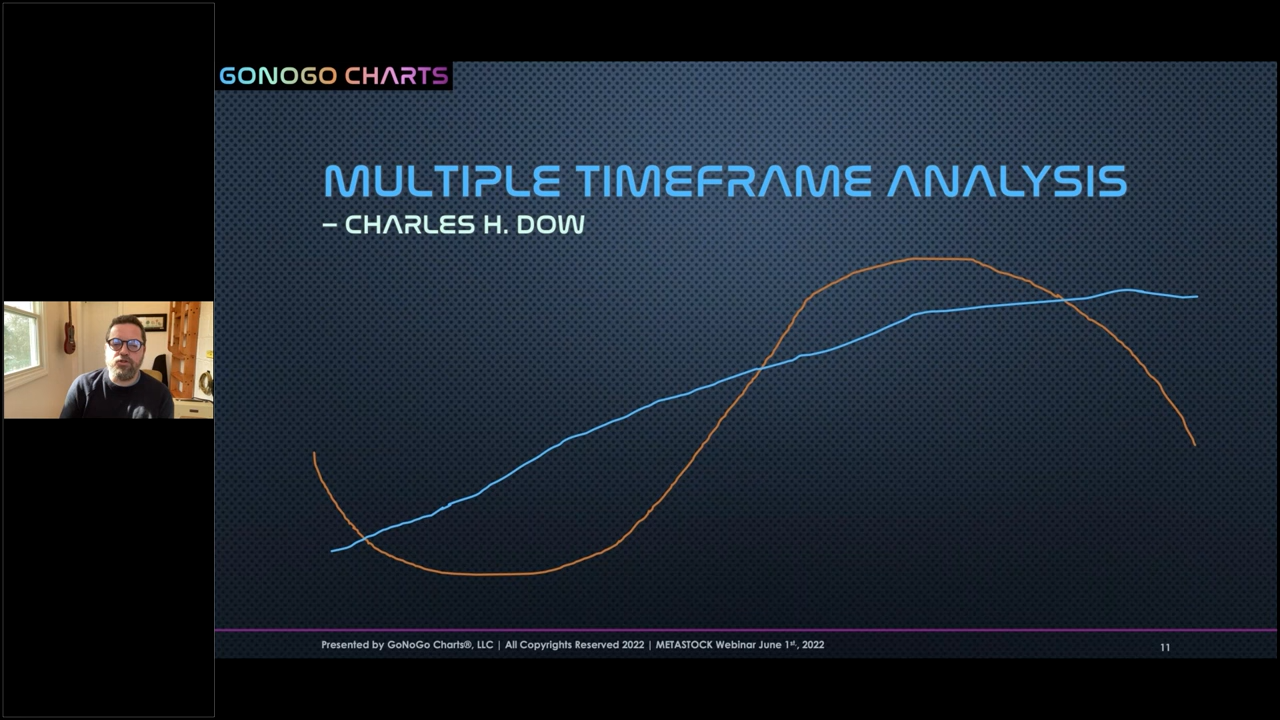 GONOGO CHARTS
MULTIPLE TIMEFRAME ANALYSIS
– CHARLES H. DOW
Presented by GoNoGo Charts®, LLC | All Copyrights Reserved 2022 | METASTOCK Webinar June 1st, 2022
11